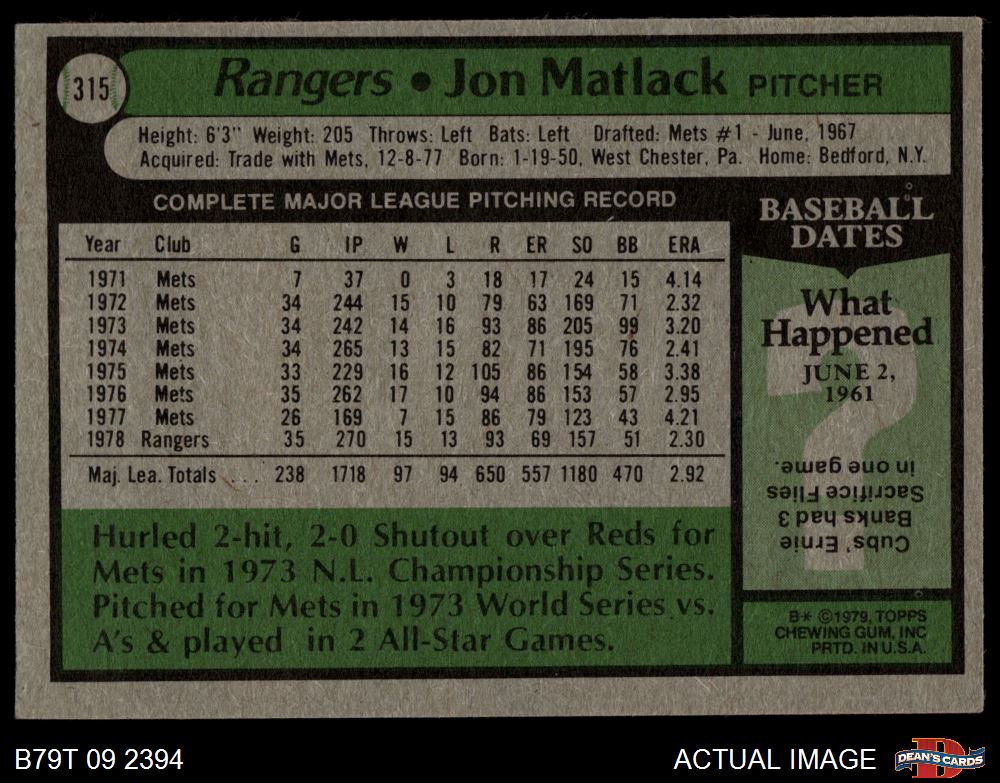 315
Rangers • Jon Matlack PITCHER
Height: 6'3" Weight: 205 Throws: Left Bats: Left Drafted: Mets #1 - June, 1967
Acquired: Trade with Mets, 12-8-77 Born: 1-19-50, West Chester, Pa. Home: Bedford, N.Y.
COMPLETE MAJOR LEAGUE PITCHING RECORD
Year Club G IP W L R ER SO BB ERA
1971 Mets 7 37 0 3 18 17 24 15 4.14
1972 Mets 34 244 15 10 79 63 169 71 2.32
1973 Mets 34 242 14 16 93 86 205 99 3.20
1974 Mets 34 265 13 15 82 71 195 76 2.41
1975 Mets 33 229 16 12 105 86 154 58 3.38
1976 Mets 35 262 17 10 94 86 153 57 2.95
1977 Mets 26 169 7 15 86 79 123 43 4.21
1978 Rangers 35 270 15 13 93 69 157 51 2.30
Maj. Lea. Totals ... 238 1718 97 94 650 557 1180 470 2.92
Hurled 2-hit, 2-0 Shutout over Reds for
Mets in 1973 N.L. Championship Series.
Pitched for Mets in 1973 World Series vs.
A's & played in 2 All-Star Games.
BASEBALL
DATES
What
Happened
JUNE 2,
1961
?
Cubs' Ernie
Banks had 3
Sacrifice Flies
in one game.
B* ©1979, TOPPS
CHEWING GUM, INC
PRTD. IN U.S.A.
B79T 09 2394
ACTUAL IMAGE
D
DEAN'S CARDS